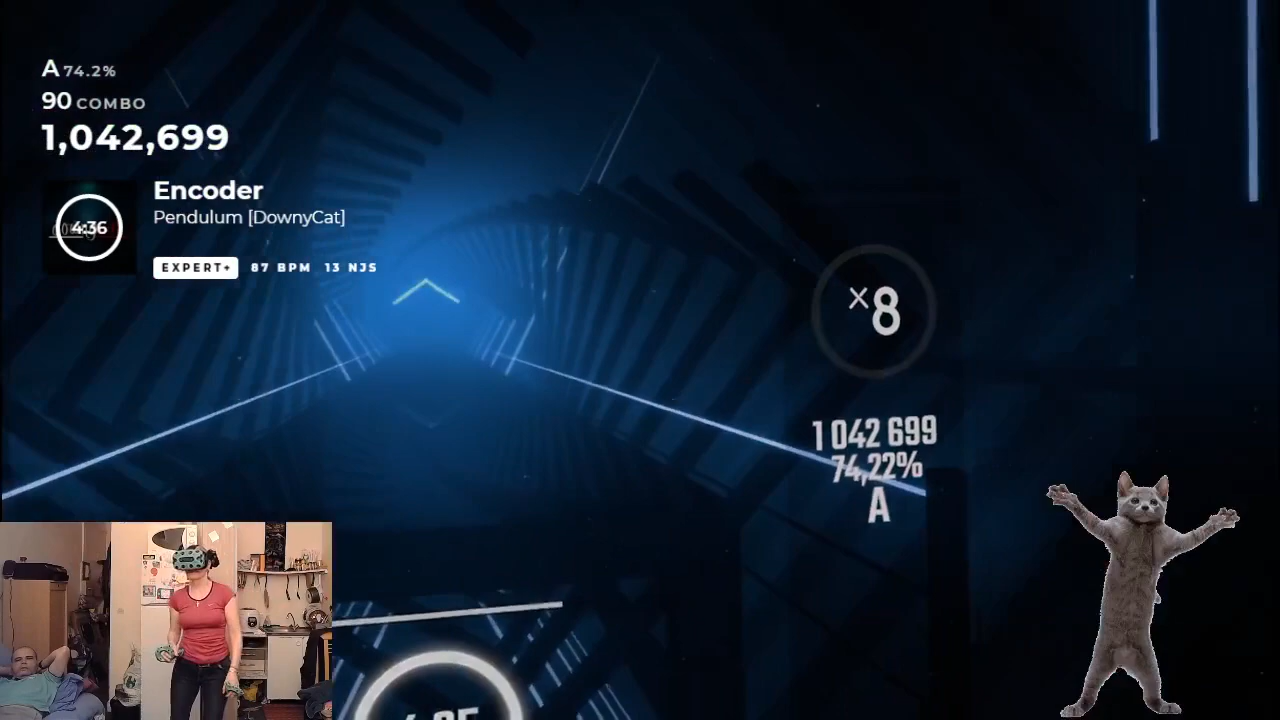 A 74.2%
90 COMBO
1,042,699
Encoder
4:36
Pendulum [DownyCat]
EXPERT+ 87 BPM 13 NJS
×8
1 042 699
74,22%
A